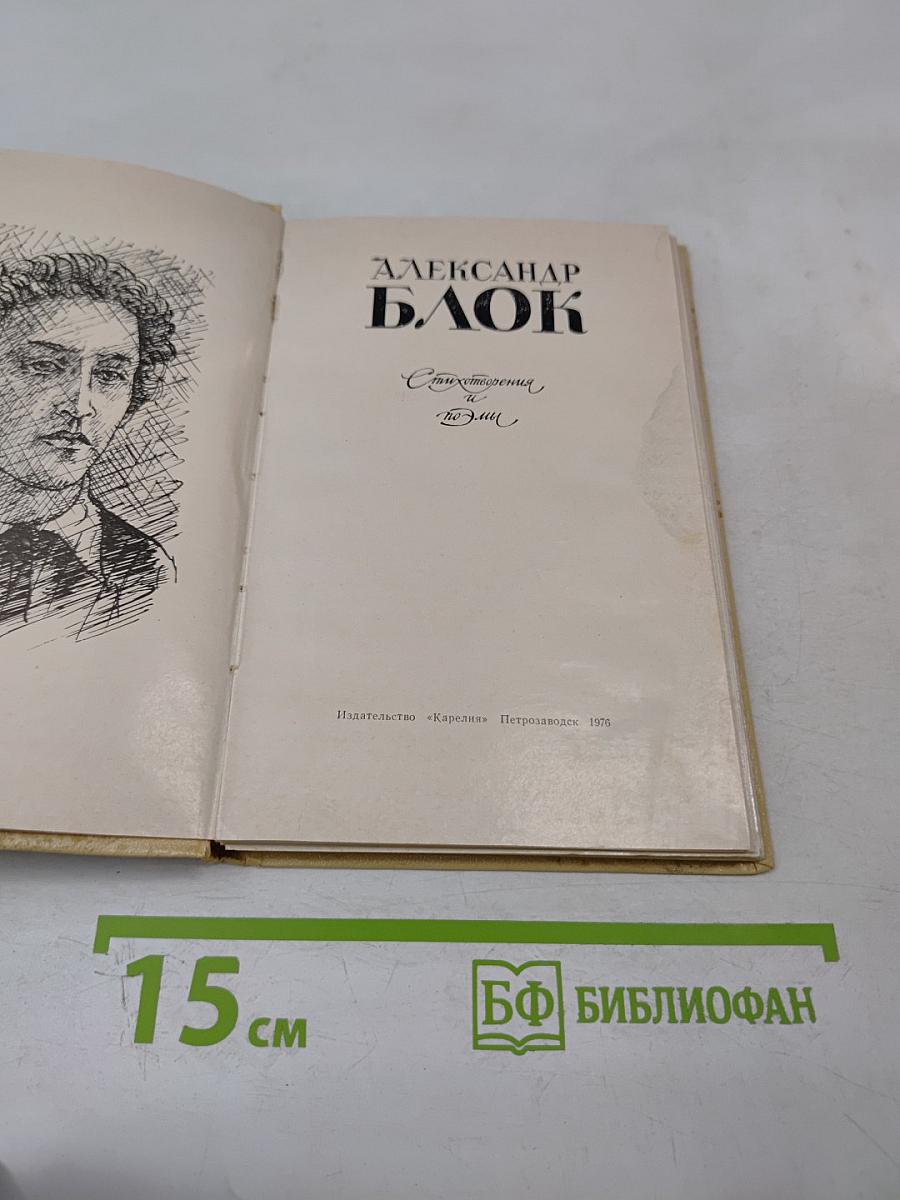 АЛЕКСАНДР
БЛОК
Стихотворения
и
поэмы
Издательство «Карелия» Петрозаводск 1976
15 см
БФ БИБЛИОФАН